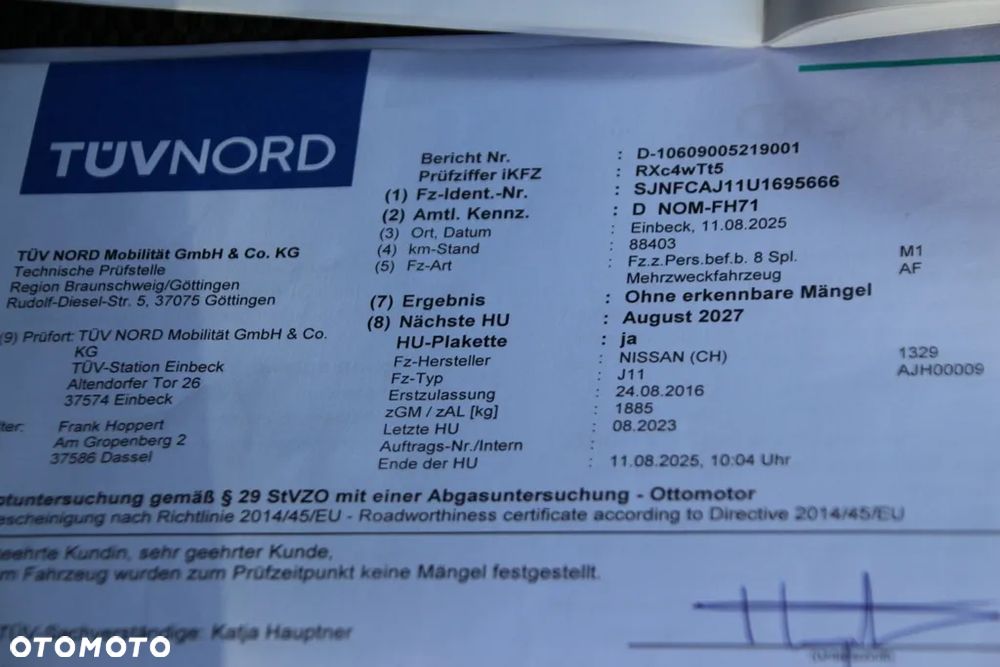 TÜVNORD
TÜV NORD Mobilität GmbH & Co. KG
Technische Prüfstelle
Region Braunschweig/Göttingen
Rudolf-Diesel-Str. 5, 37075 Göttingen
(9) Prüfort: TÜV NORD Mobilität GmbH & Co.
KG
TÜV-Station Einbeck
Altendorfer Tor 26
37574 Einbeck
lter: Frank Hoppert
Am Gropenberg 2
37586 Dassel
Bericht Nr. : D-10609005219001
Prüfziffer iKFZ : RXc4wTt5
(1) Fz-Ident.-Nr. : SJNFCAJ11U1695666
(2) Amtl. Kennz. : D NOM-FH71
(3) Ort, Datum : Einbeck, 11.08.2025
(4) km-Stand : 88403
(5) Fz-Art : Fz.z.Pers.bef.b. 8 Spl. M1
Mehrzweckfahrzeug AF
(7) Ergebnis : Ohne erkennbare Mängel
(8) Nächste HU : August 2027
HU-Plakette : ja
Fz-Hersteller : NISSAN (CH) 1329
Fz-Typ : J11 AJH00009
Erstzulassung : 24.08.2016
zGM / zAL [kg] : 1885
Letzte HU : 08.2023
Auftrags-Nr./Intern :
Ende der HU : 11.08.2025, 10:04 Uhr
ptuntersuchung gemäß § 29 StVZO mit einer Abgasuntersuchung - Ottomotor
escheinigung nach Richtlinie 2014/45/EU - Roadworthiness certificate according to Directive 2014/45/EU
eehrte Kundin, sehr geehrter Kunde,
m Fahrzeug wurden zum Prüfzeitpunkt keine Mängel festgestellt.
TÜV-Sachverständige: Katja Hauptner
(Unterschrift)
OTOMOTO